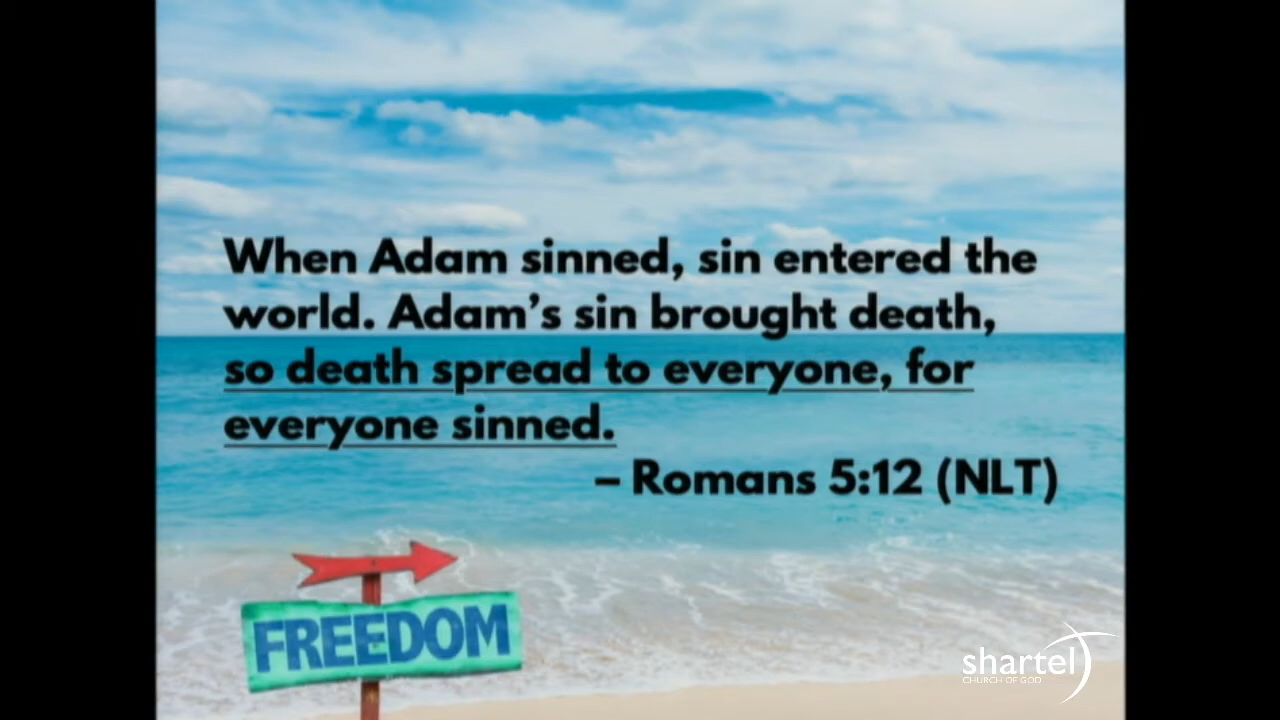 When Adam sinned, sin entered the
world. Adam’s sin brought death,
so death spread to everyone, for
everyone sinned.
– Romans 5:12 (NLT)
FREEDOM
shartel
CHURCH OF GOD